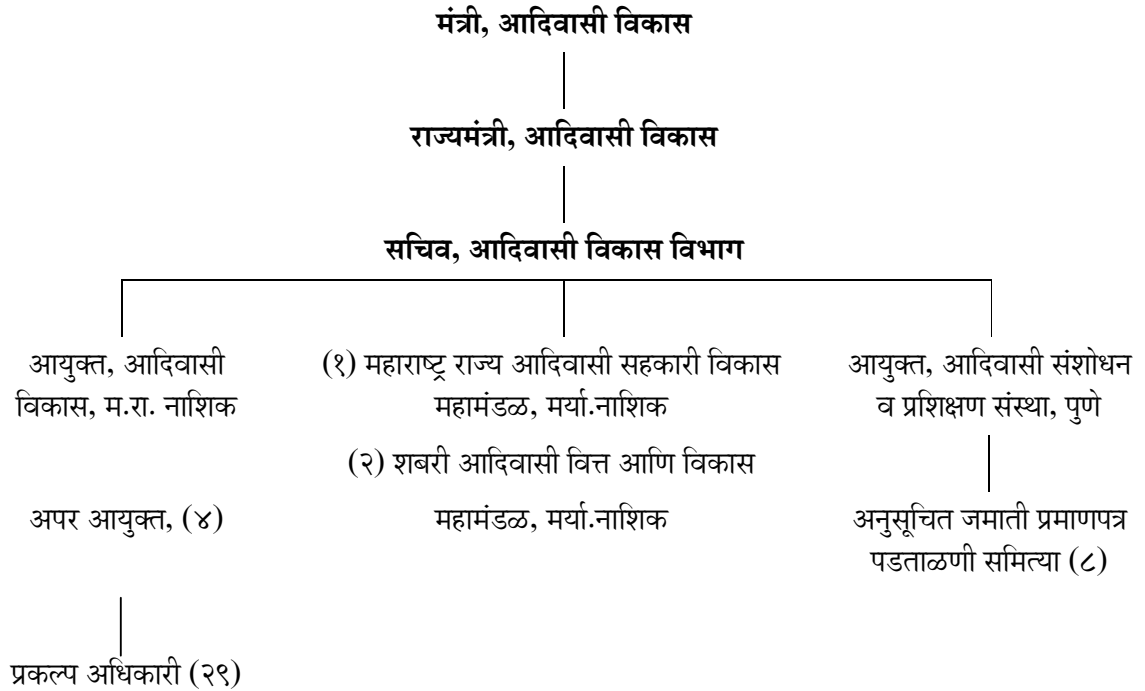 मंत्री, आदिवासी विकास
राज्यमंत्री, आदिवासी विकास
सचिव, आदिवासी विकास विभाग
आयुक्त, आदिवासी
विकास, म.रा. नाशिक
अपर आयुक्त, (४)
प्रकल्प अधिकारी (२९)
(१) महाराष्ट्र राज्य आदिवासी सहकारी विकास
महामंडळ, मर्या.नाशिक
(२) शबरी आदिवासी वित्त आणि विकास
महामंडळ, मर्या.नाशिक
आयुक्त, आदिवासी संशोधन
व प्रशिक्षण संस्था, पुणे
अनुसूचित जमाती प्रमाणपत्र
पडताळणी समित्या (८)